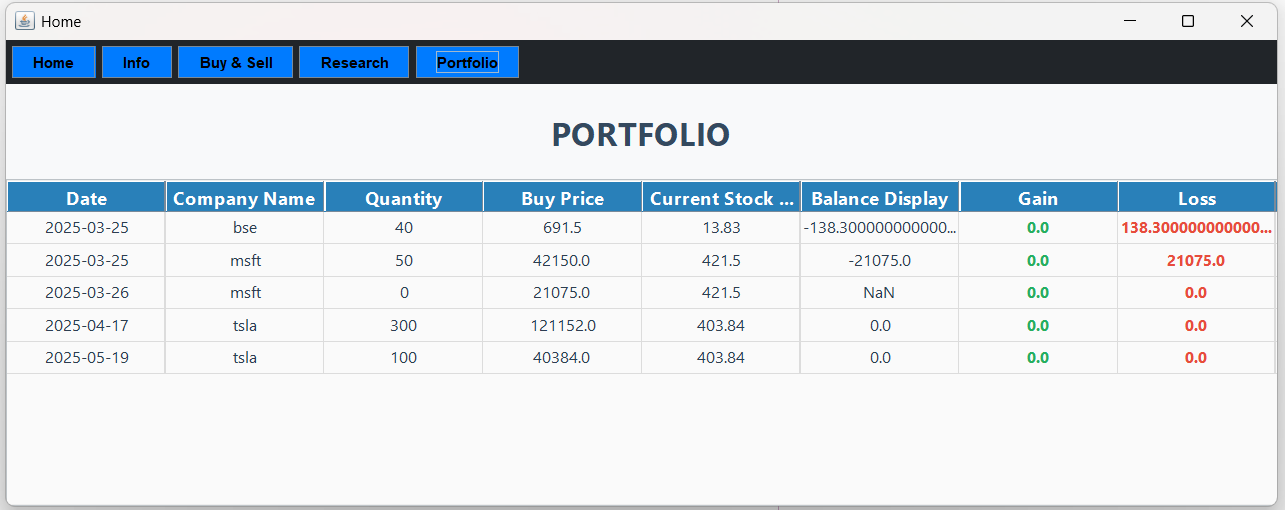 Home
Home Info Buy & Sell Research Portfolio
PORTFOLIO
Date Company Name Quantity Buy Price Current Stock ... Balance Display Gain Loss
2025-03-25 bse 40 691.5 13.83 -138.300000000000... 0.0 138.300000000000...
2025-03-25 msft 50 42150.0 421.5 -21075.0 0.0 21075.0
2025-03-26 msft 0 21075.0 421.5 NaN 0.0 0.0
2025-04-17 tsla 300 121152.0 403.84 0.0 0.0 0.0
2025-05-19 tsla 100 40384.0 403.84 0.0 0.0 0.0